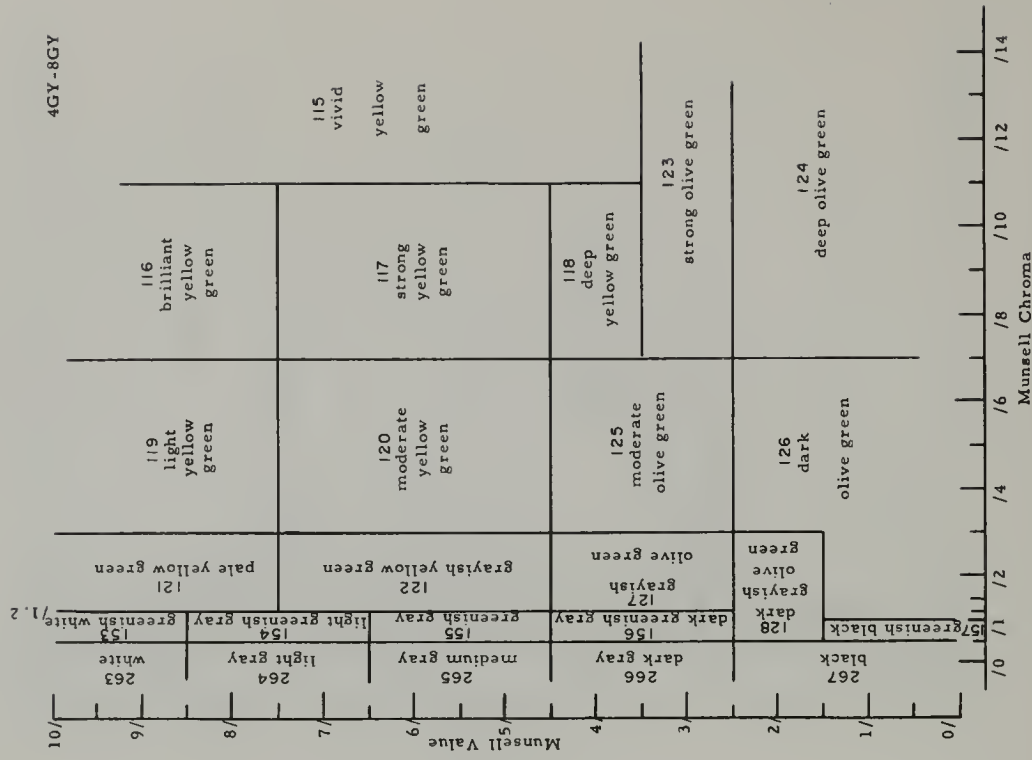 4GY-8GY
115
vivid
yellow
green
116
brilliant
yellow
green
117
strong
yellow
green
118
deep
yellow green
123
strong olive green
124
deep olive green
119
light
yellow
green
120
moderate
yellow
green
125
moderate
olive green
126
dark
olive green
121
pale yellow green
122
grayish yellow green
127
grayish
olive green
128
dark
grayish
olive
green
/1.2
153
greenish white
154
light greenish gray
155
greenish gray
156
dark greenish gray
157
greenish black
263
white
264
light gray
265
medium gray
266
dark gray
267
black
10/
9/
8/
7/
6/
5/
4/
3/
2/
1/
0/
Munsell Value
/0
/1
/2
/4
/6
/8
/10
/12
/14
Munsell Chroma